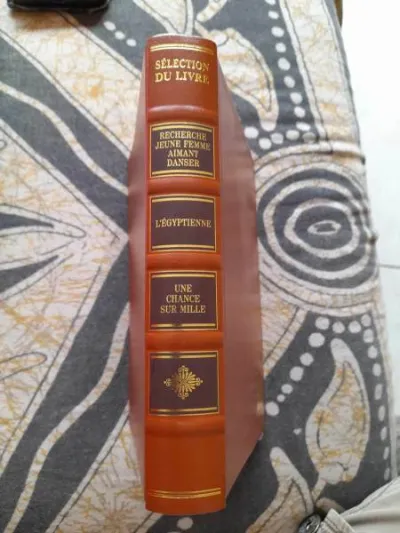 SÉLECTION
DU LIVRE
RECHERCHE
JEUNE FEMME
AIMANT
DANSER
L'ÉGYPTIENNE
UNE
CHANCE
SUR MILLE